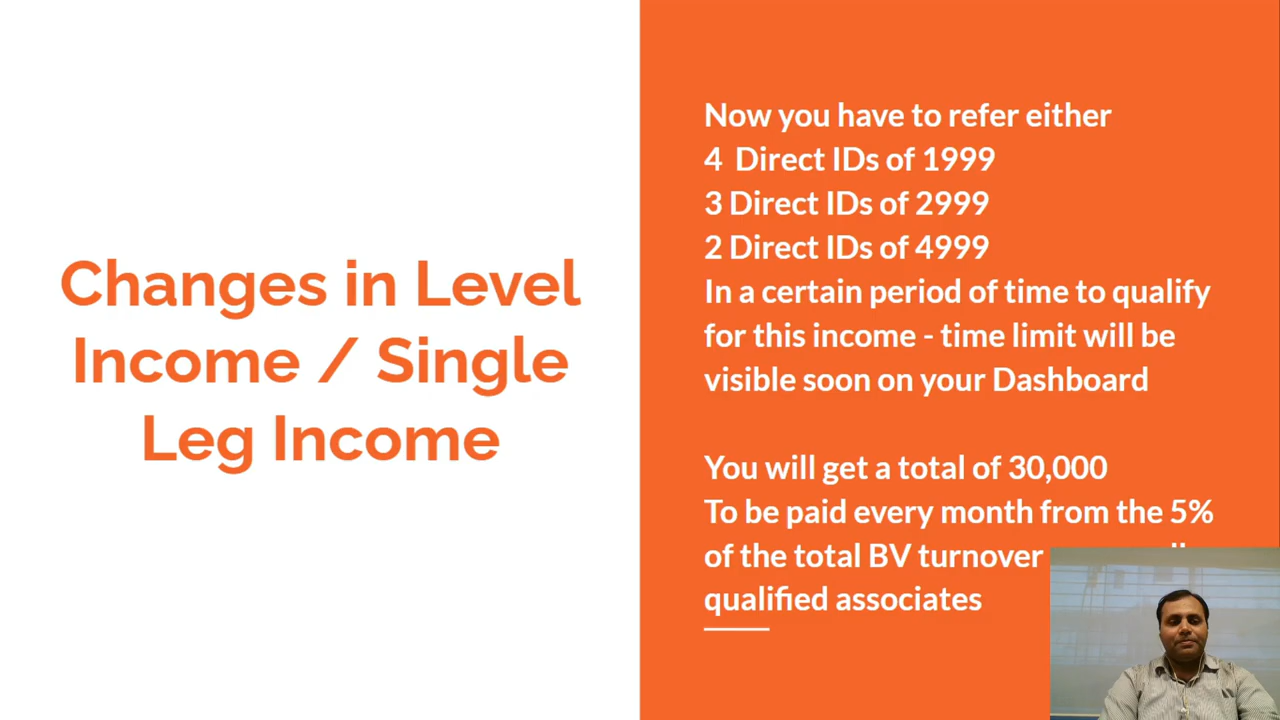 Changes in Level
Income / Single
Leg Income
Now you have to refer either
4 Direct IDs of 1999
3 Direct IDs of 2999
2 Direct IDs of 4999
In a certain period of time to qualify
for this income - time limit will be
visible soon on your Dashboard
You will get a total of 30,000
To be paid every month from the 5%
of the total BV turnover
qualified associates